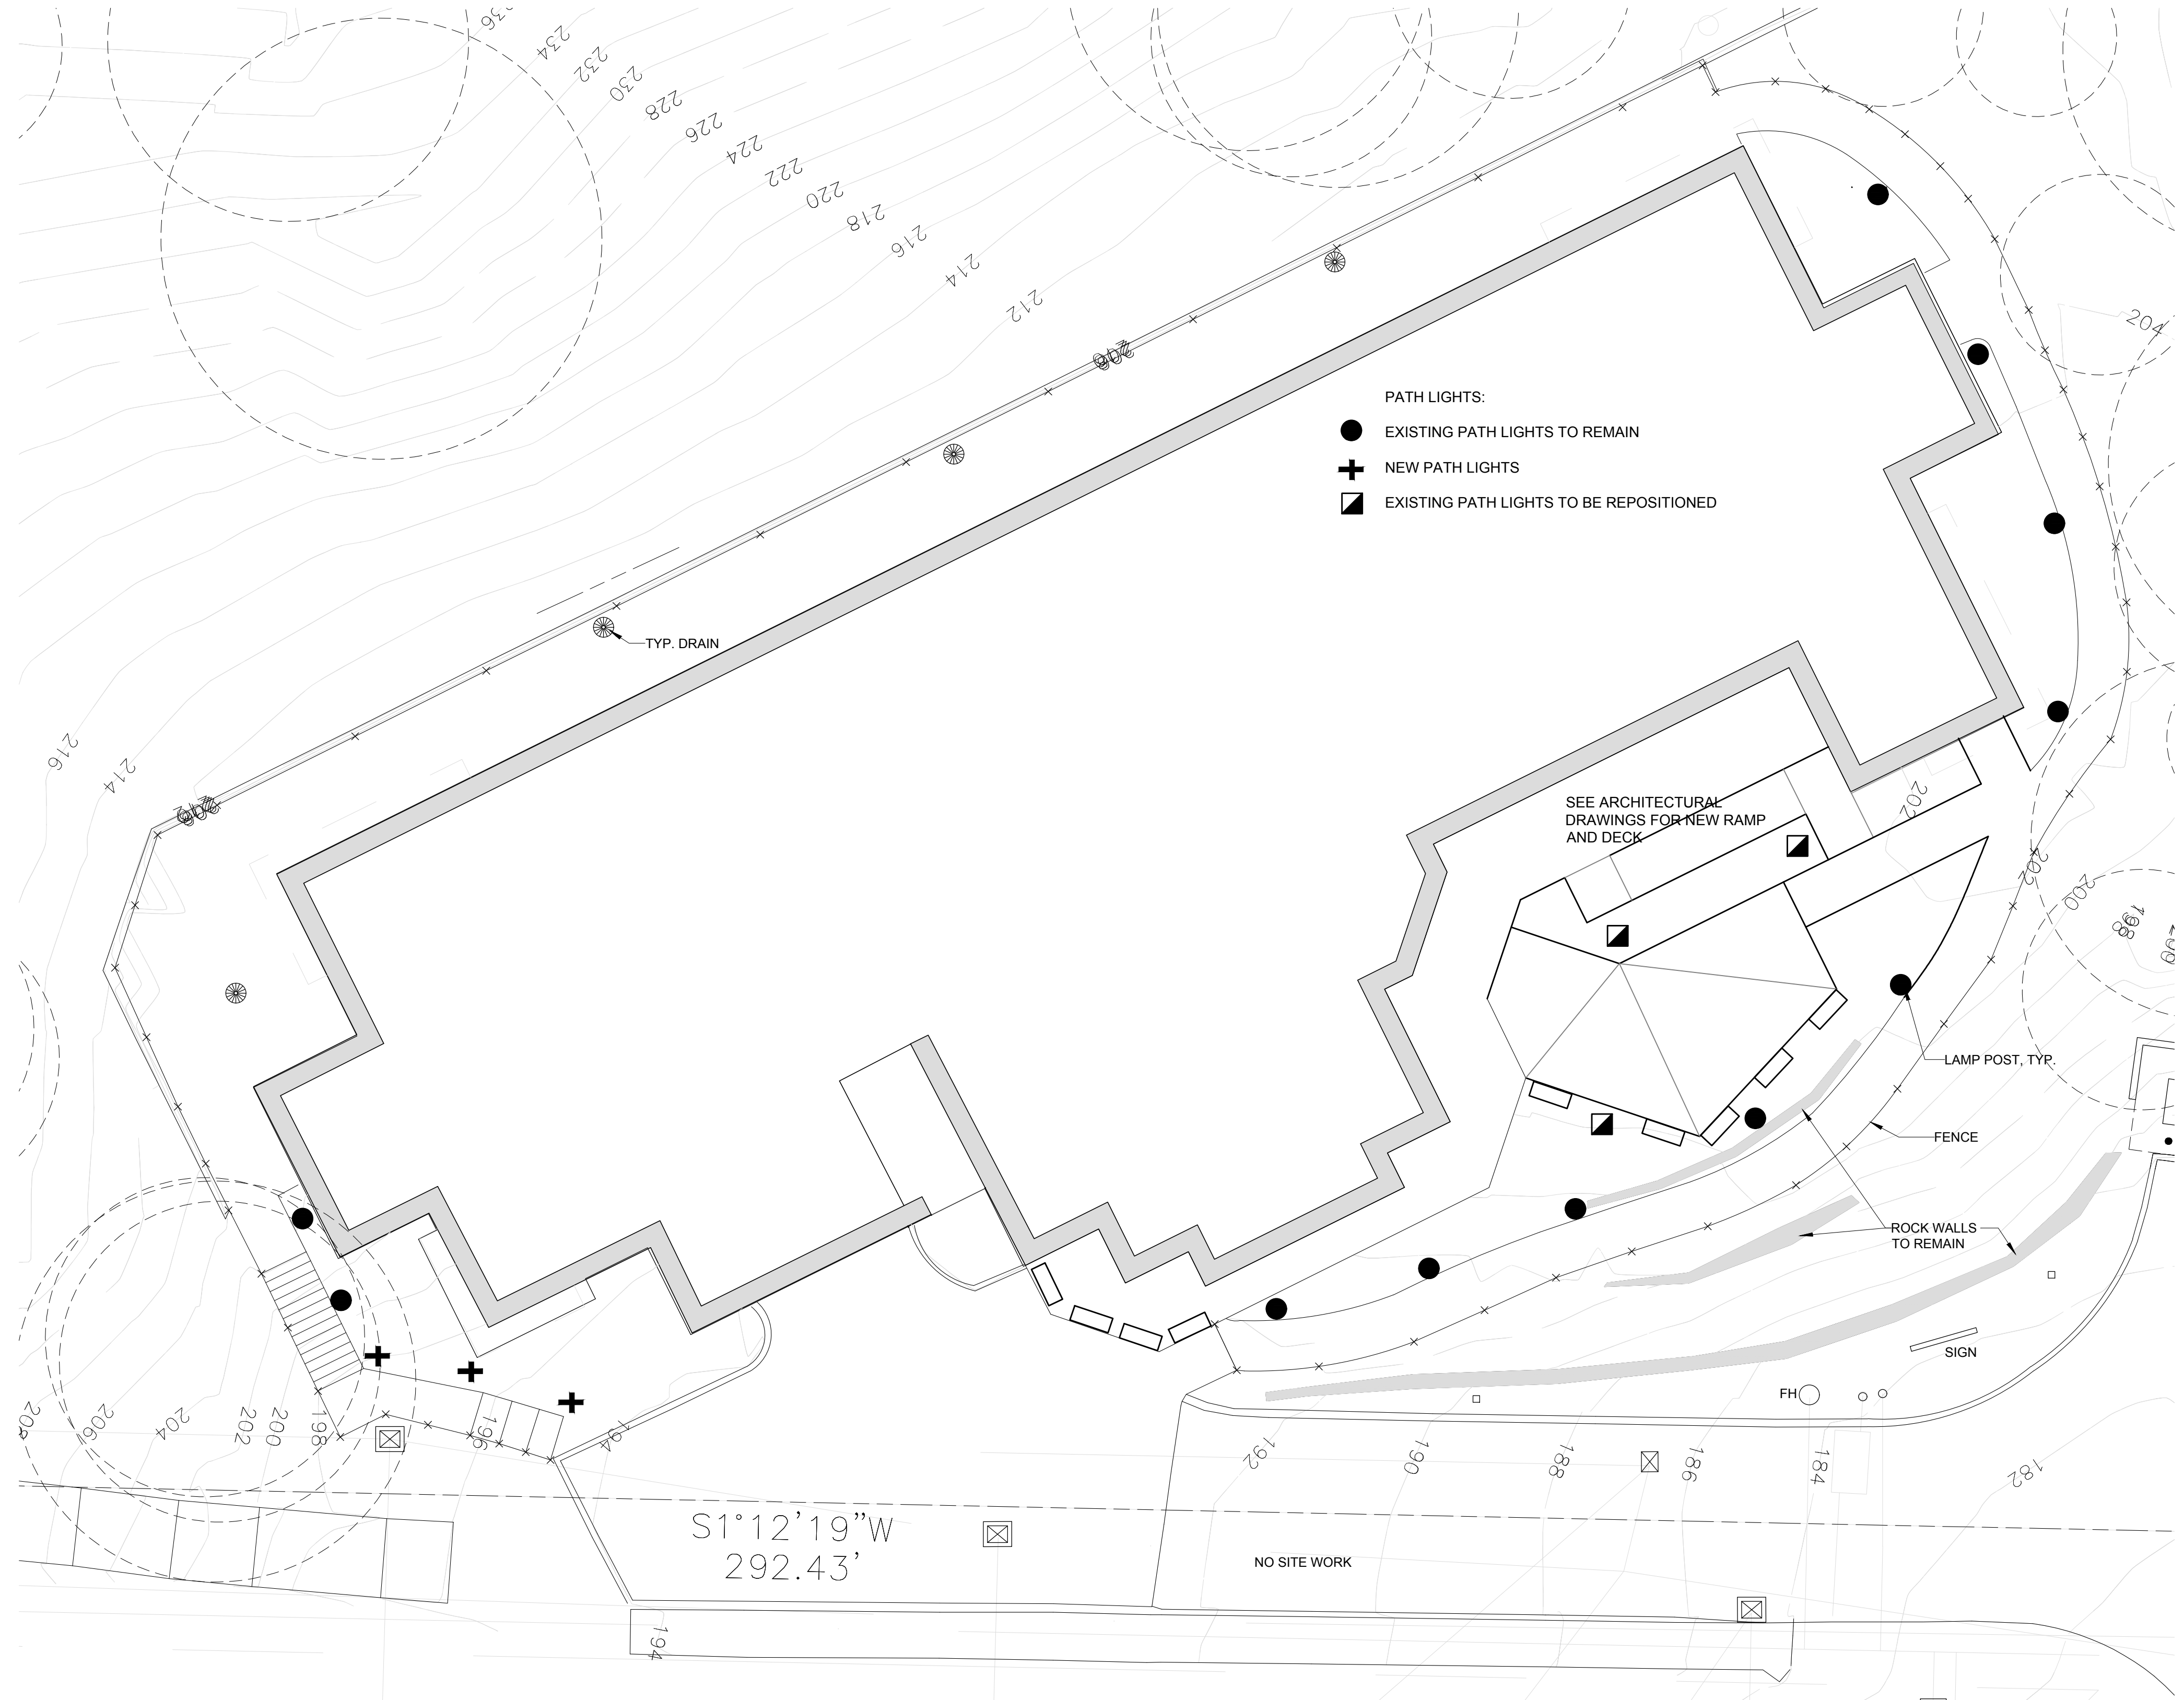 236
234
232
230
228
226
224
222
220
218
216
214
212
204
PATH LIGHTS:
EXISTING PATH LIGHTS TO REMAIN
NEW PATH LIGHTS
EXISTING PATH LIGHTS TO BE REPOSITIONED
TYP. DRAIN
216
214
SEE ARCHITECTURAL
DRAWINGS FOR NEW RAMP
AND DECK
202
202
200
198
LAMP POST, TYP.
FENCE
ROCK WALLS
TO REMAIN
SIGN
FH
208
206
204
202
200
198
196
194
192
190
188
186
184
182
S1°12'19"W
292.43'
NO SITE WORK
194